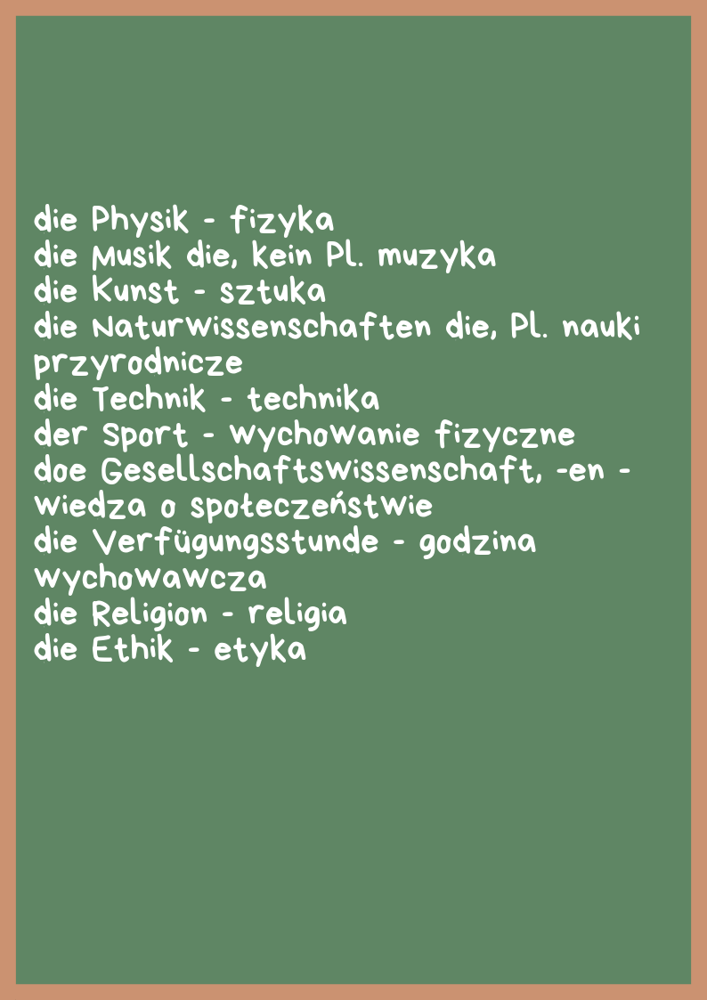 die Physik - fizyka
die Musik die, kein Pl. muzyka
die Kunst - sztuka
die Naturwissenschaften die, Pl. nauki
przyrodnicze
die Technik - technika
der Sport - wychowanie fizyczne
doe Gesellschaftswissenschaft, -en -
wiedza o społeczeństwie
die Verfügungsstunde - godzina
wychowawcza
die Religion - religia
die Ethik - etyka